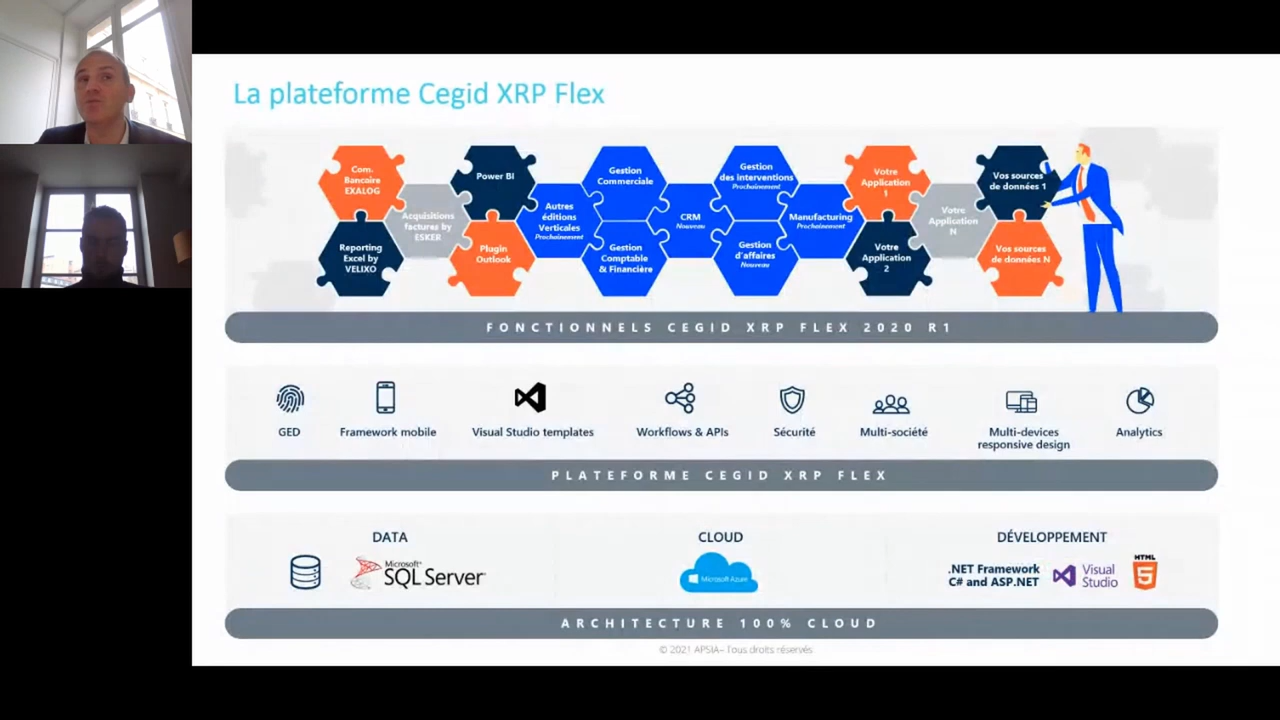 La plateforme Cegid XRP Flex
Com.
Bancaire
EXALOG
Acquisitions
factures by
ESKER
Reporting
Excel by
VELIXO
Power BI
Plugin
Outlook
Autres
éditions
Verticales
Prochainement
Gestion
Commerciale
Gestion
Comptable
& Financière
CRM
Nouveau
Gestion
des interventions
Prochainement
Gestion
d'affaires
Nouveau
Manufacturing
Prochainement
Votre
Application
1
Votre
Application
2
Votre
Application
N
Vos sources
de données 1
Vos sources
de données N
FONCTIONNELS CEGID XRP FLEX 2020 R1
GED
Framework mobile
Visual Studio templates
Workflows & APIs
Sécurité
Multi-société
Multi-devices
responsive design
Analytics
PLATEFORME CEGID XRP FLEX
DATA
Microsoft
SQL Server
CLOUD
Microsoft Azure
DÉVELOPPEMENT
.NET Framework
C# and ASP.NET
Visual
Studio
HTML
5
ARCHITECTURE 100% CLOUD
© 2021 APSIA– Tous droits réservés